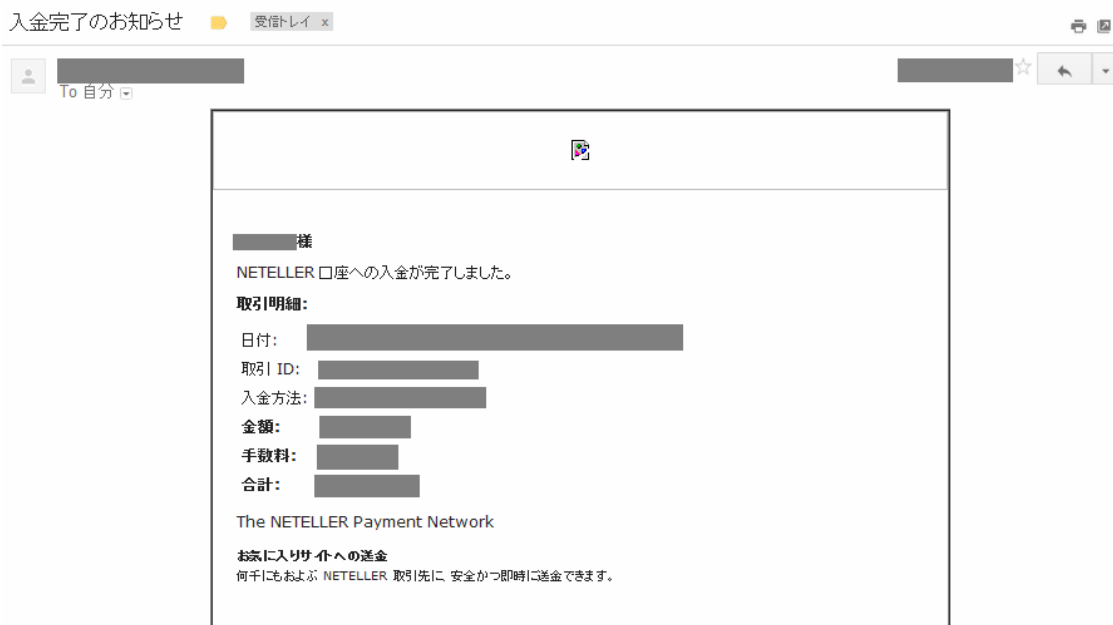 入金完了のお知らせ
受信トレイ x
To 自分
様
NETELLER 口座への入金が完了しました。
取引明細:
日付:
取引 ID:
入金方法:
金額:
手数料:
合計:
The NETELLER Payment Network
お気に入りサイトへの送金
何千にもおよぶ NETELLER 取引先に、安全かつ即時に送金できます。